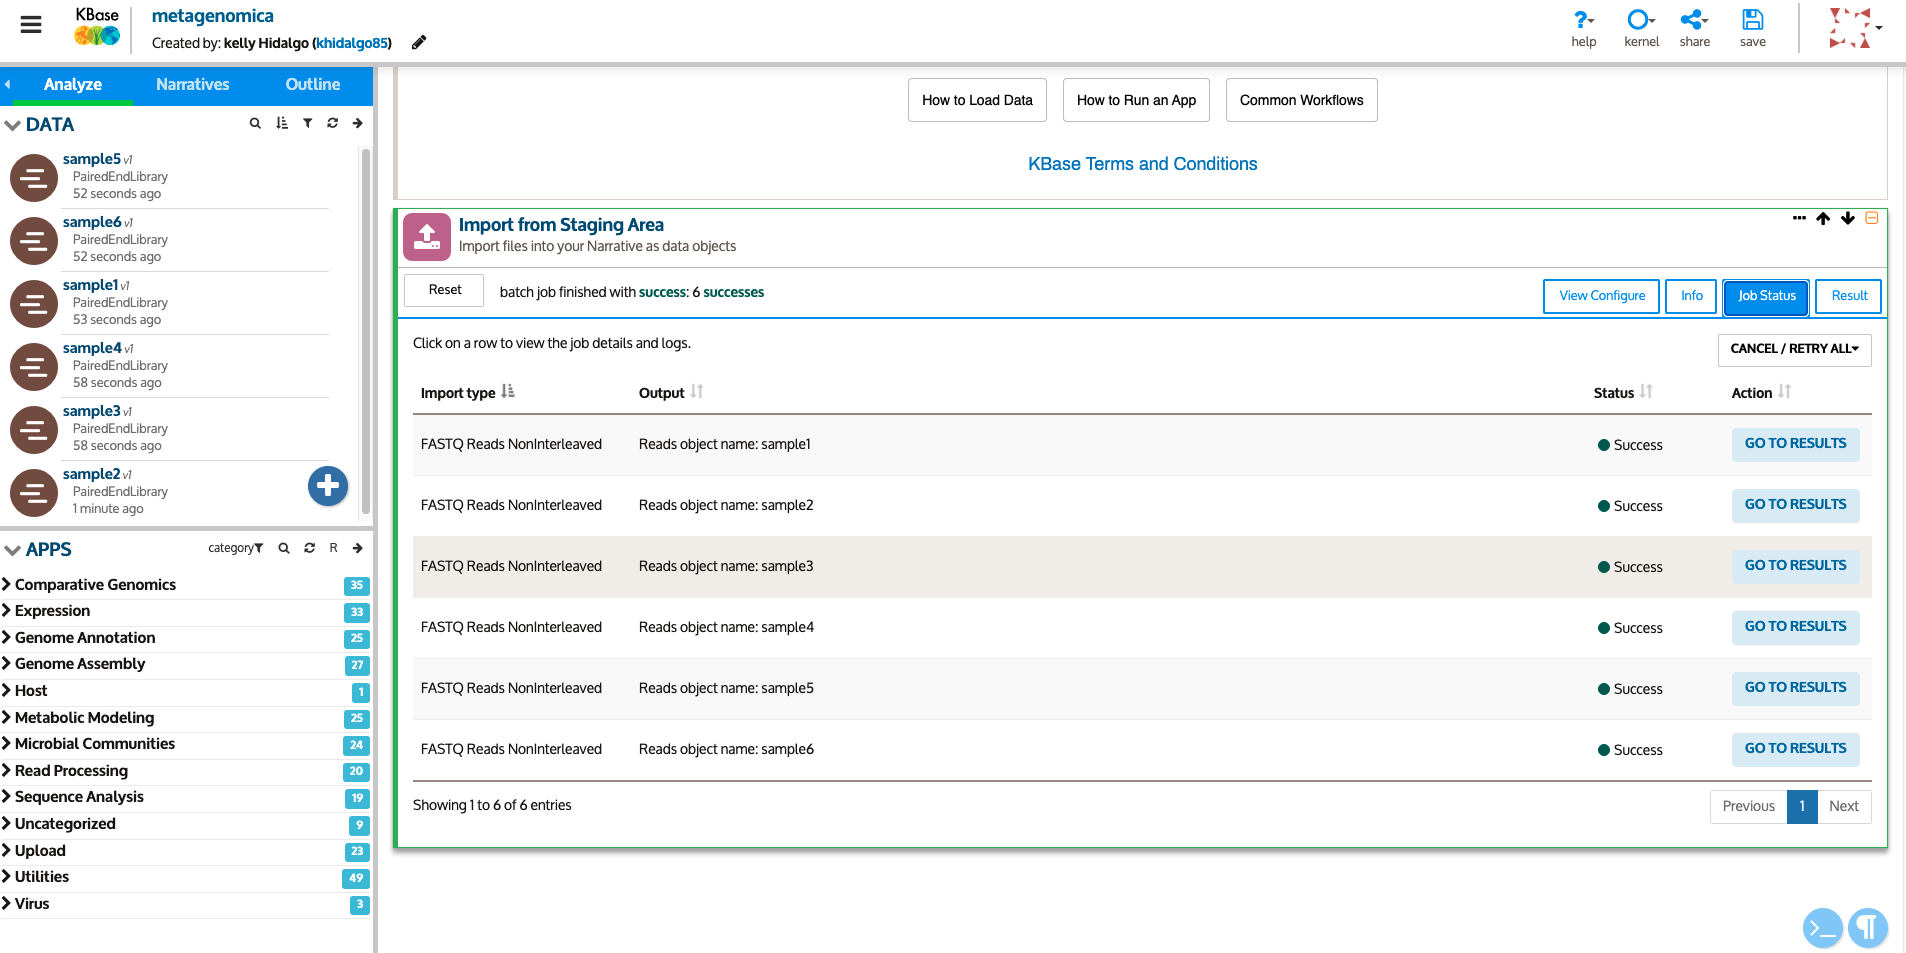 KBase
metagenomica
Created by: kelly Hidalgo (khidalgo85)
help
kernel
share
save
Analyze
Narratives
Outline
DATA
sample5 v1
PairedEndLibrary
52 seconds ago
sample6 v1
PairedEndLibrary
52 seconds ago
sample1 v1
PairedEndLibrary
53 seconds ago
sample4 v1
PairedEndLibrary
58 seconds ago
sample3 v1
PairedEndLibrary
58 seconds ago
sample2 v1
PairedEndLibrary
1 minute ago
APPS
category
R
Comparative Genomics 35
Expression 33
Genome Annotation 25
Genome Assembly 27
Host 1
Metabolic Modeling 25
Microbial Communities 24
Read Processing 20
Sequence Analysis 19
Uncategorized 9
Upload 23
Utilities 49
Virus 3
How to Load Data
How to Run an App
Common Workflows
KBase Terms and Conditions
Import from Staging Area
Import files into your Narrative as data objects
Reset
batch job finished with success: 6 successes
View Configure
Info
Job Status
Result
Click on a row to view the job details and logs.
CANCEL / RETRY ALL
Import type Output Status Action
FASTQ Reads NonInterleaved Reads object name: sample1 Success GO TO RESULTS
FASTQ Reads NonInterleaved Reads object name: sample2 Success GO TO RESULTS
FASTQ Reads NonInterleaved Reads object name: sample3 Success GO TO RESULTS
FASTQ Reads NonInterleaved Reads object name: sample4 Success GO TO RESULTS
FASTQ Reads NonInterleaved Reads object name: sample5 Success GO TO RESULTS
FASTQ Reads NonInterleaved Reads object name: sample6 Success GO TO RESULTS
Showing 1 to 6 of 6 entries
Previous 1 Next